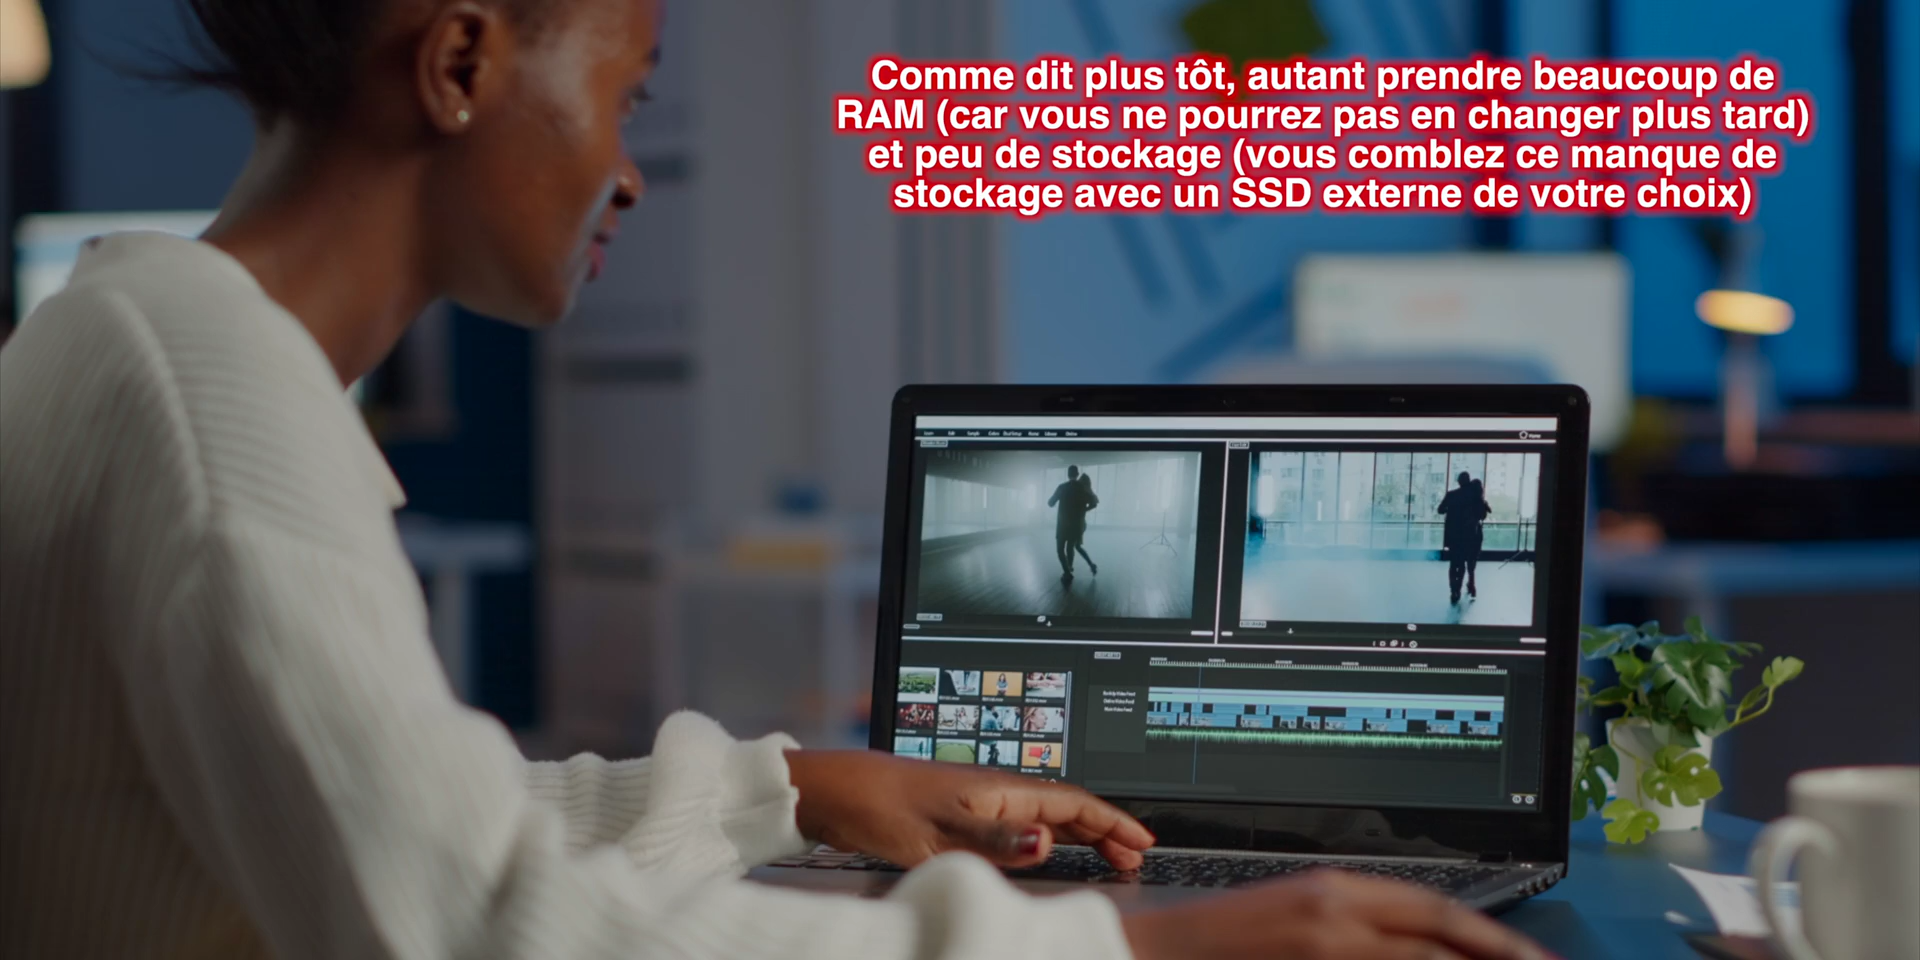 Comme dit plus tôt, autant prendre beaucoup de
RAM (car vous ne pourrez pas en changer plus tard)
et peu de stockage (vous comblez ce manque de
stockage avec un SSD externe de votre choix)